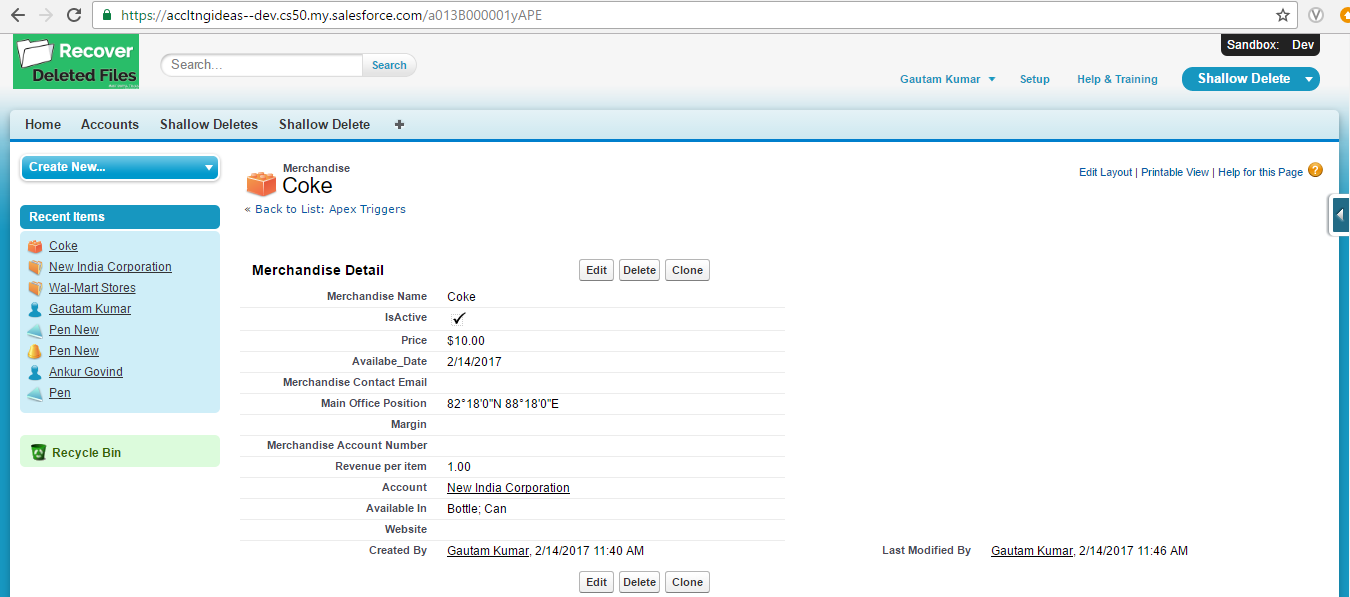 https://accltngideas--dev.cs50.my.salesforce.com/a013B000001yAPE
Recover
Deleted Files
Search...
Search
Sandbox: Dev
Gautam Kumar
Setup
Help & Training
Shallow Delete
Home
Accounts
Shallow Deletes
Shallow Delete
Create New...
Recent Items
Coke
New India Corporation
Wal-Mart Stores
Gautam Kumar
Pen New
Pen New
Ankur Govind
Pen
Recycle Bin
Merchandise
Coke
« Back to List: Apex Triggers
Edit Layout | Printable View | Help for this Page
Merchandise Detail
Edit
Delete
Clone
Merchandise Name Coke
IsActive
Price $10.00
Availabe_Date 2/14/2017
Merchandise Contact Email
Main Office Position 82°18'0"N 88°18'0"E
Margin
Merchandise Account Number
Revenue per item 1.00
Account New India Corporation
Available In Bottle; Can
Website
Created By Gautam Kumar, 2/14/2017 11:40 AM
Last Modified By Gautam Kumar, 2/14/2017 11:46 AM
Edit
Delete
Clone